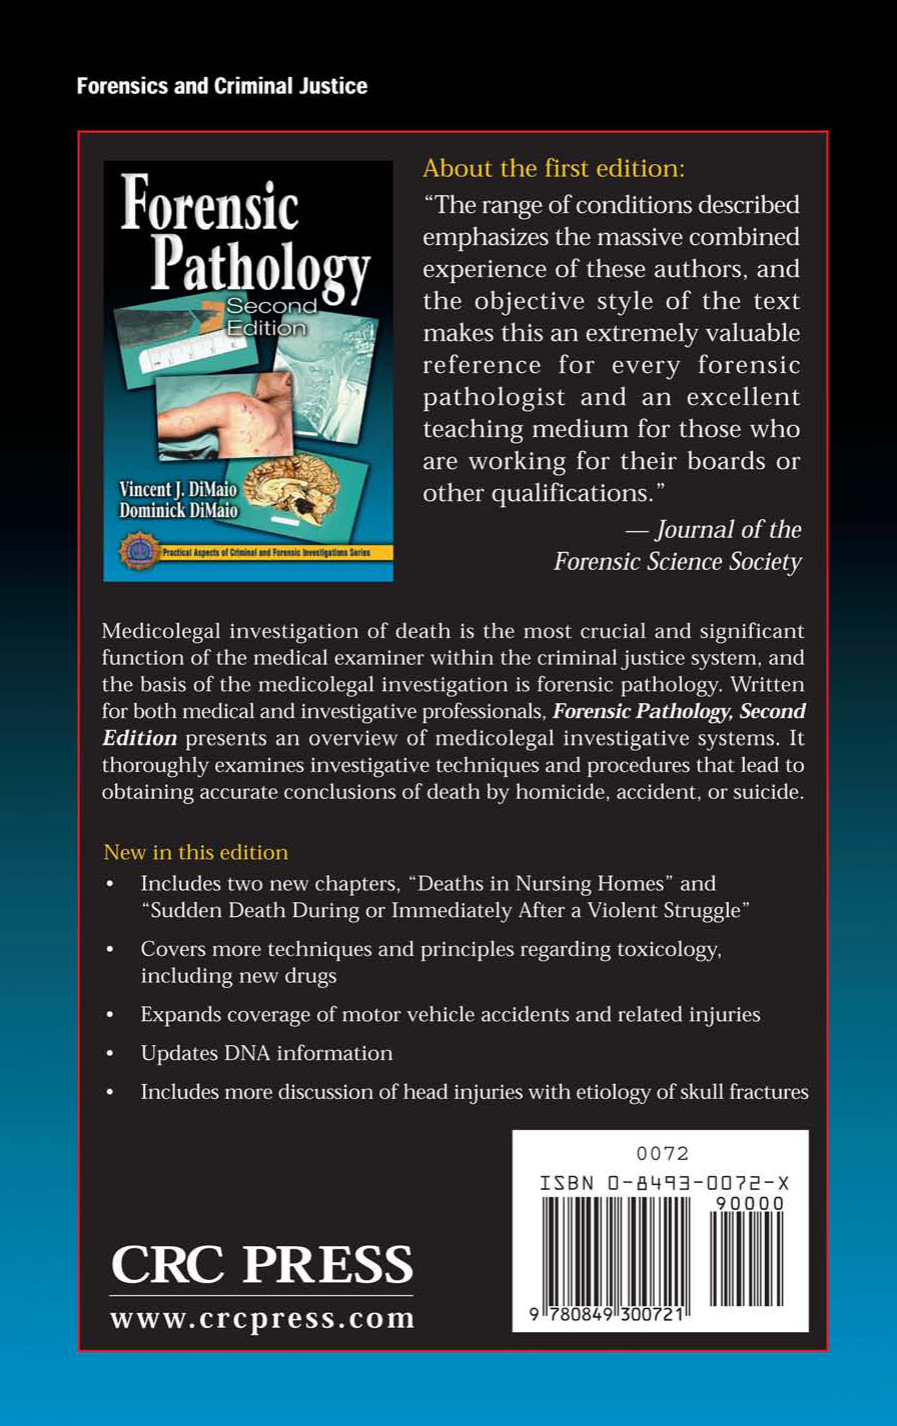 Forensics and Criminal Justice
Forensic
Pathology
Second
Edition
Vincent J. DiMaio
Dominick DiMaio
Practical Aspects of Criminal and Forensic Investigations Series
About the first edition:
“The range of conditions described
emphasizes the massive combined
experience of these authors, and
the objective style of the text
makes this an extremely valuable
reference for every forensic
pathologist and an excellent
teaching medium for those who
are working for their boards or
other qualifications.”
— Journal of the
Forensic Science Society
Medicolegal investigation of death is the most crucial and significant
function of the medical examiner within the criminal justice system, and
the basis of the medicolegal investigation is forensic pathology. Written
for both medical and investigative professionals, Forensic Pathology, Second
Edition presents an overview of medicolegal investigative systems. It
thoroughly examines investigative techniques and procedures that lead to
obtaining accurate conclusions of death by homicide, accident, or suicide.
New in this edition
• Includes two new chapters, “Deaths in Nursing Homes” and
“Sudden Death During or Immediately After a Violent Struggle”
• Covers more techniques and principles regarding toxicology,
including new drugs
• Expands coverage of motor vehicle accidents and related injuries
• Updates DNA information
• Includes more discussion of head injuries with etiology of skull fractures
0072
ISBN 0-8493-0072-X
90000
9 780849 300721
CRC PRESS
www.crcpress.com